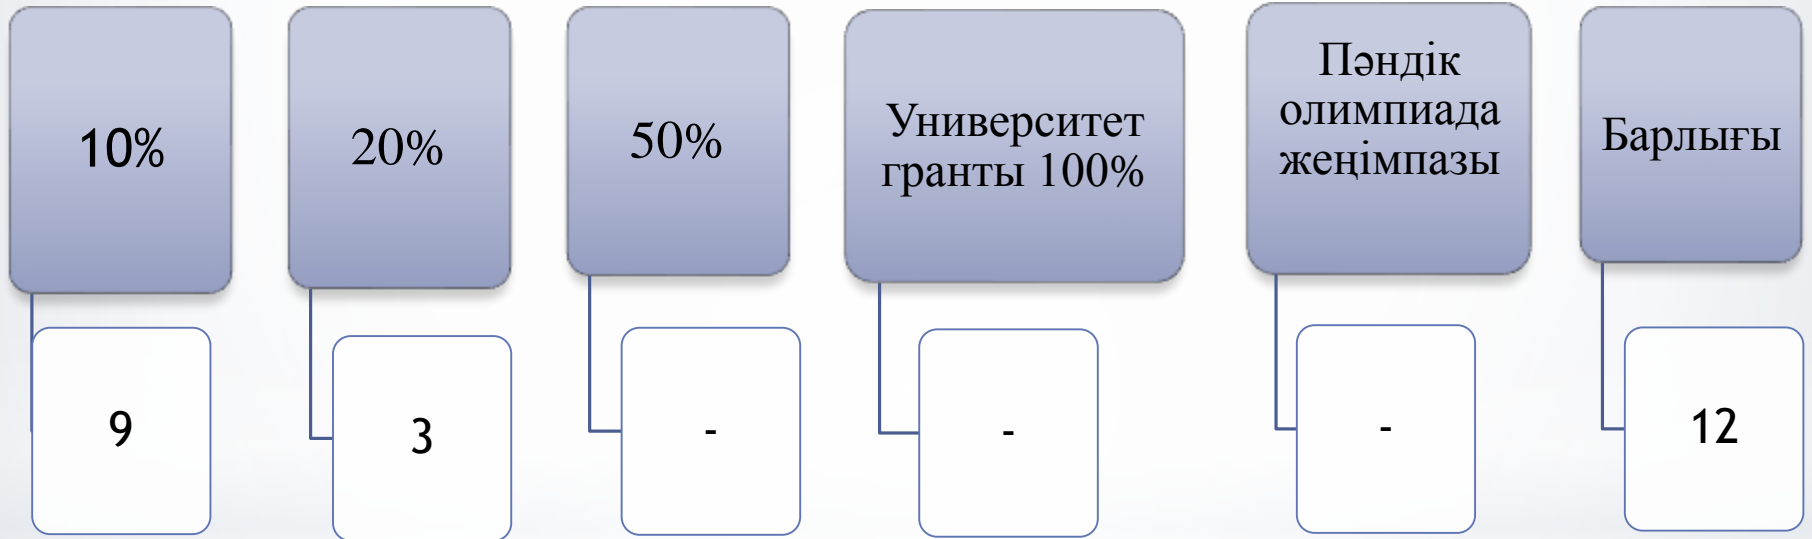 10%
20%
50%
Университет
гранты 100%
Пәндік
олимпиада
жеңімпазы
Барлығы
9
3
-
-
-
12